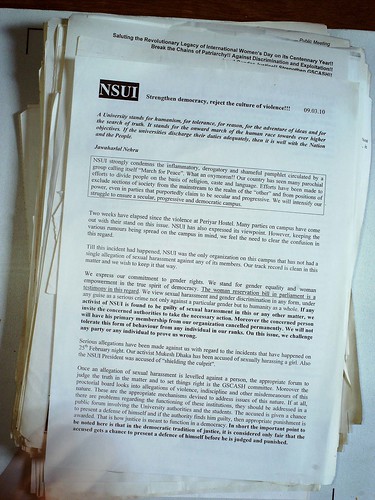 Public Meeting
Saluting the Revolutionary Legacy of International Women's Day on its Centenary Year!!
Break the Chains of Patriarchy!! Against Discrimination and Exploitation!!
Strengthen GSCASH!!
NSUI
Strengthen democracy, reject the culture of violence!!!
09.03.10
A University stands for humanism, for tolerance, for reason, for the adventure of ideas and for
the search of truth. It stands for the onward march of the human race towards ever higher
objectives. If the universities discharge their duties adequately, then it is well with the Nation
and the People.
Jawaharlal Nehru
NSUI strongly condemns the inflammatory, derogatory and shameful pamphlet circulated by a
group calling itself "March for Peace". What an oxymoron!! Our country has seen many parochial
efforts to divide people on the basis of religion, caste and language. Efforts have been made to
exclude sections of society from the mainstream to the realm of the "other" and from positions of
power, even in parties that purportedly claim to be secular and progressive. We will intensify our
struggle to ensure a secular, progressive and democratic campus.
Two weeks have elapsed since the violence at Periyar Hostel. Many parties on campus have come
out with their stand on this issue. NSUI has also expressed its viewpoint. However, keeping the
various rumours being spread on the campus in mind, we feel the need to clear the confusion in
this regard.
Till this incident had happened, NSUI was the only organization on this campus that has not had a
single allegation of sexual harassment against any of its members. Our track record is clean in this
matter and we wish to keep it that way.
We express our commitment to gender rights. We stand for gender equality and woman
empowerment in the true spirit of democracy. The woman reservation bill in parliament is a
testimony in this regard. We view sexual harassment and gender discrimination in any form, under
any guise as a serious crime not only against a particular gender but to humanity as a whole. If any
activist of NSUI is found to be guilty of sexual harassment in this or any other matter, we
invite the concerned authorities to take the necessary action. Moreover the concerned person
will have his primary membership from our organization cancelled permanently. We will not
tolerate this form of behaviour from any individual in our ranks. On this issue, we challenge
any party or any individual to prove us wrong.
Serious allegations have been made against us with regard to the incidents that have happened on
25th February night. Our activist Mukesh Dhaka has been accused of sexually harassing a girl. Also
the NSUI President was accused of "shielding the culprit".
Once an allegation of sexual harassment is levelled against a person, the appropriate forum to
judge the truth in the matter and to set things right is the GSCASH committee. Moreover the
proctorial board looks into allegations of violence, indiscipline and other misdemeanours of this
nature. These are the appropriate mechanisms devised to address issues of this nature. If at all,
there are problems regarding the functioning of these institutions, they should be addressed in a
public forum involving the University authorities and the students. The accused is given a chance
to present a defense of himself and if the authority finds him guilty, then appropriate punishment is
awarded. That is how justice is meant to function in a democracy. In short the important point to
be noted here is that in the democratic tradition of justice, it is considered only fair that the
accused gets a chance to present a defence of himself before he is judged and punished.